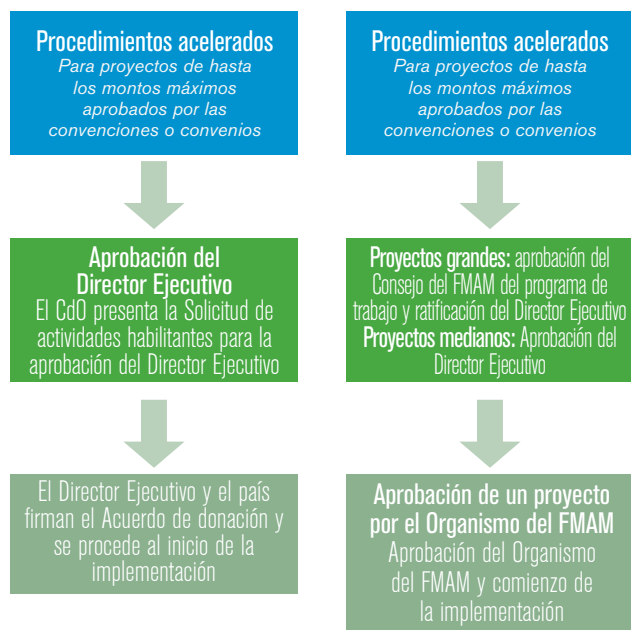 Procedimientos acelerados
Para proyectos de hasta
los montos máximos
aprobados por las
convenciones o convenios
Aprobación del
Director Ejecutivo
El CdO presenta la Solicitud de
actividades habilitantes para la
aprobación del Director Ejecutivo
El Director Ejecutivo y el país
firman el Acuerdo de donación y
se procede al inicio de la
implementación
Procedimientos acelerados
Para proyectos de hasta
los montos máximos
aprobados por las
convenciones o convenios
Proyectos grandes: aprobación del
Consejo del FMAM del programa de
trabajo y ratificación del Director Ejecutivo
Proyectos medianos: Aprobación del
Director Ejecutivo
Aprobación de un proyecto
por el Organismo del FMAM
Aprobación del Organismo
del FMAM y comienzo de
la implementación